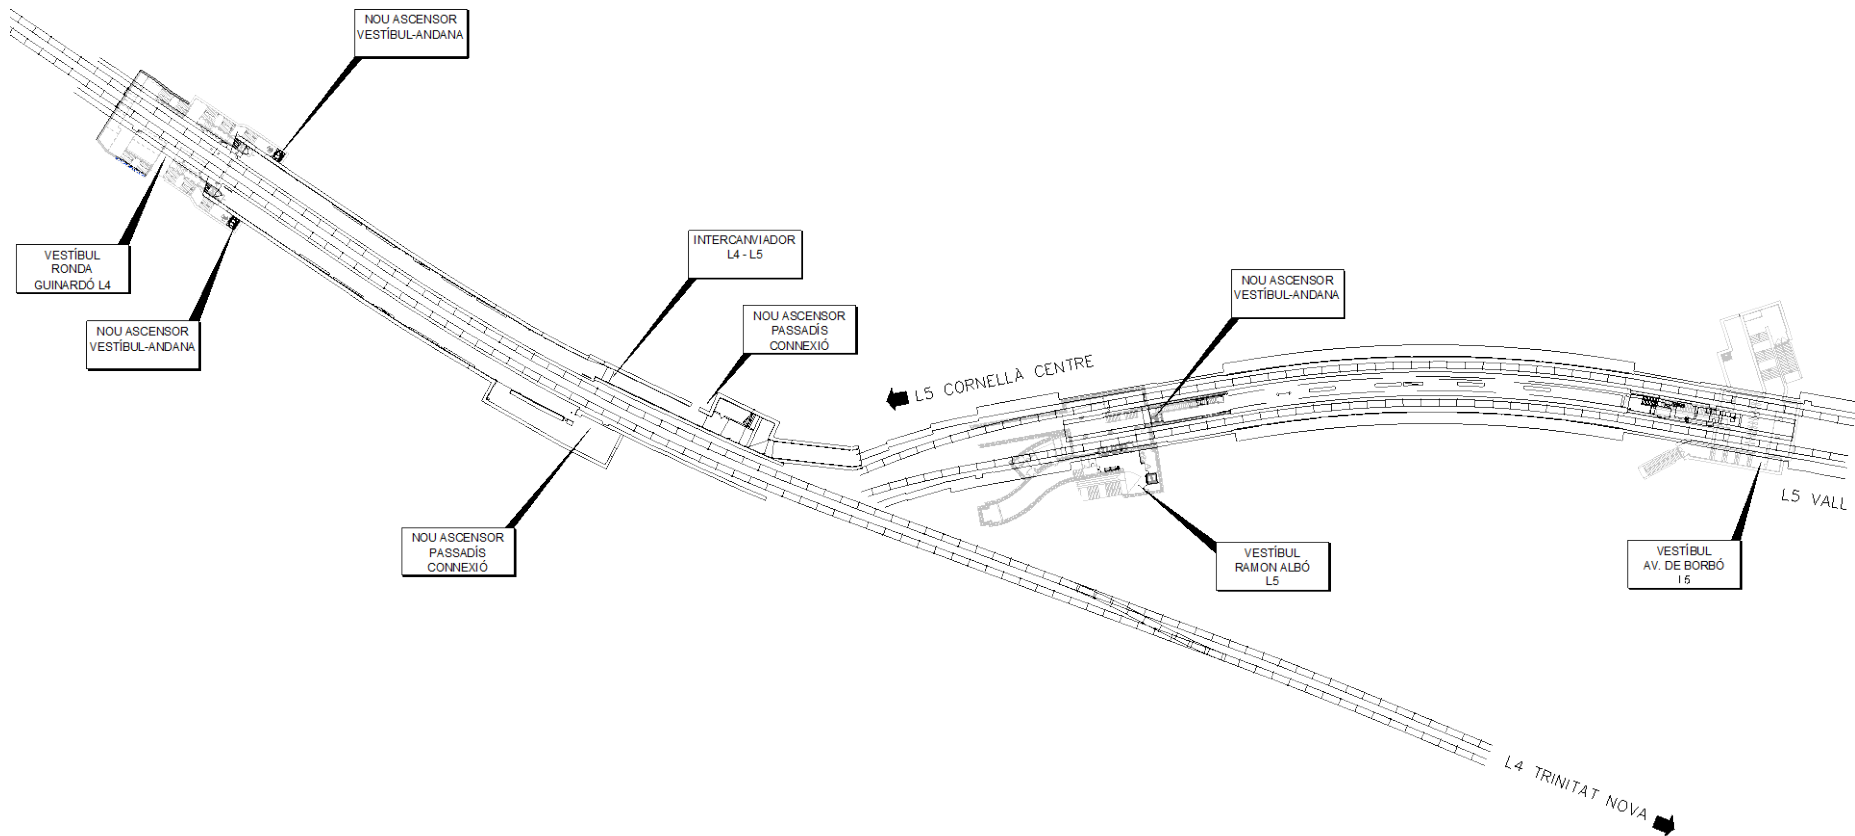 NOU ASCENSOR
VESTÍBUL-ANDANA
VESTÍBUL
RONDA
GUINARDÓ L4
NOU ASCENSOR
VESTÍBUL-ANDANA
INTERCANVIADOR
L4 - L5
NOU ASCENSOR
PASSADÍS
CONNEXIÓ
NOU ASCENSOR
VESTÍBUL-ANDANA
L5 CORNELLÀ CENTRE
NOU ASCENSOR
PASSADÍS
CONNEXIÓ
VESTÍBUL
RAMON ALBÓ
L5
VESTÍBUL
AV. DE BORBÓ
L5
L5 VALL
L4 TRINITAT NOVA